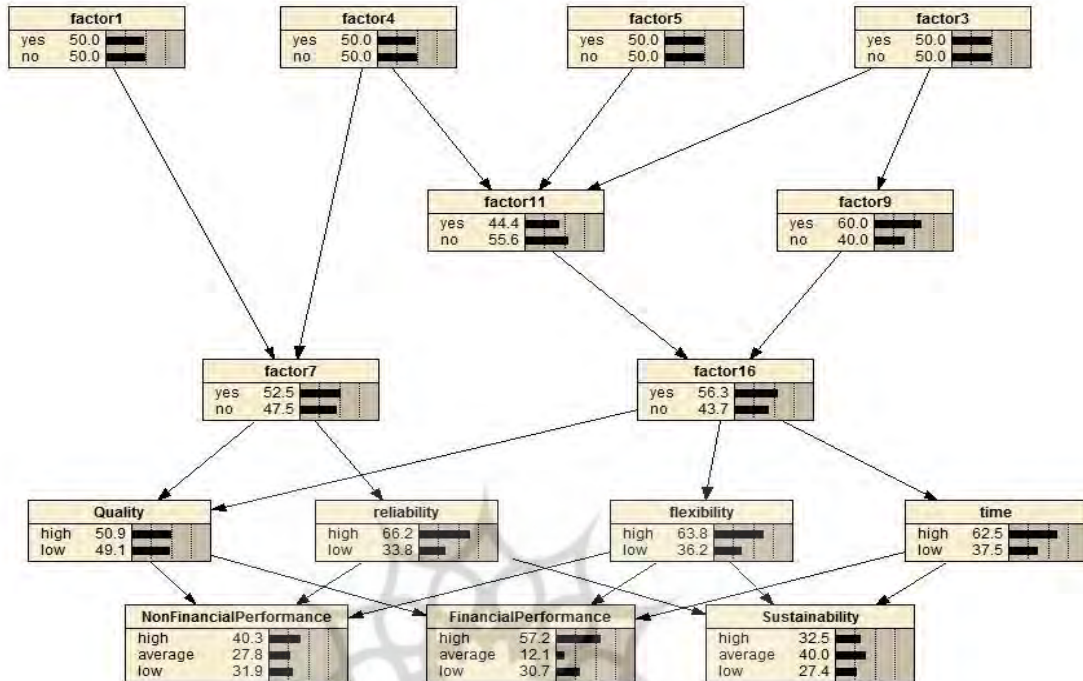 factor1
yes 50.0
no 50.0
factor4
yes 50.0
no 50.0
factor5
yes 50.0
no 50.0
factor3
yes 50.0
no 50.0
factor11
yes 44.4
no 55.6
factor9
yes 60.0
no 40.0
factor7
yes 52.5
no 47.5
factor16
yes 56.3
no 43.7
Quality
high 50.9
low 49.1
reliability
high 66.2
low 33.8
flexibility
high 63.8
low 36.2
time
high 62.5
low 37.5
NonFinancialPerformance
high 40.3
average 27.8
low 31.9
FinancialPerformance
high 57.2
average 12.1
low 30.7
Sustainability
high 32.5
average 40.0
low 27.4